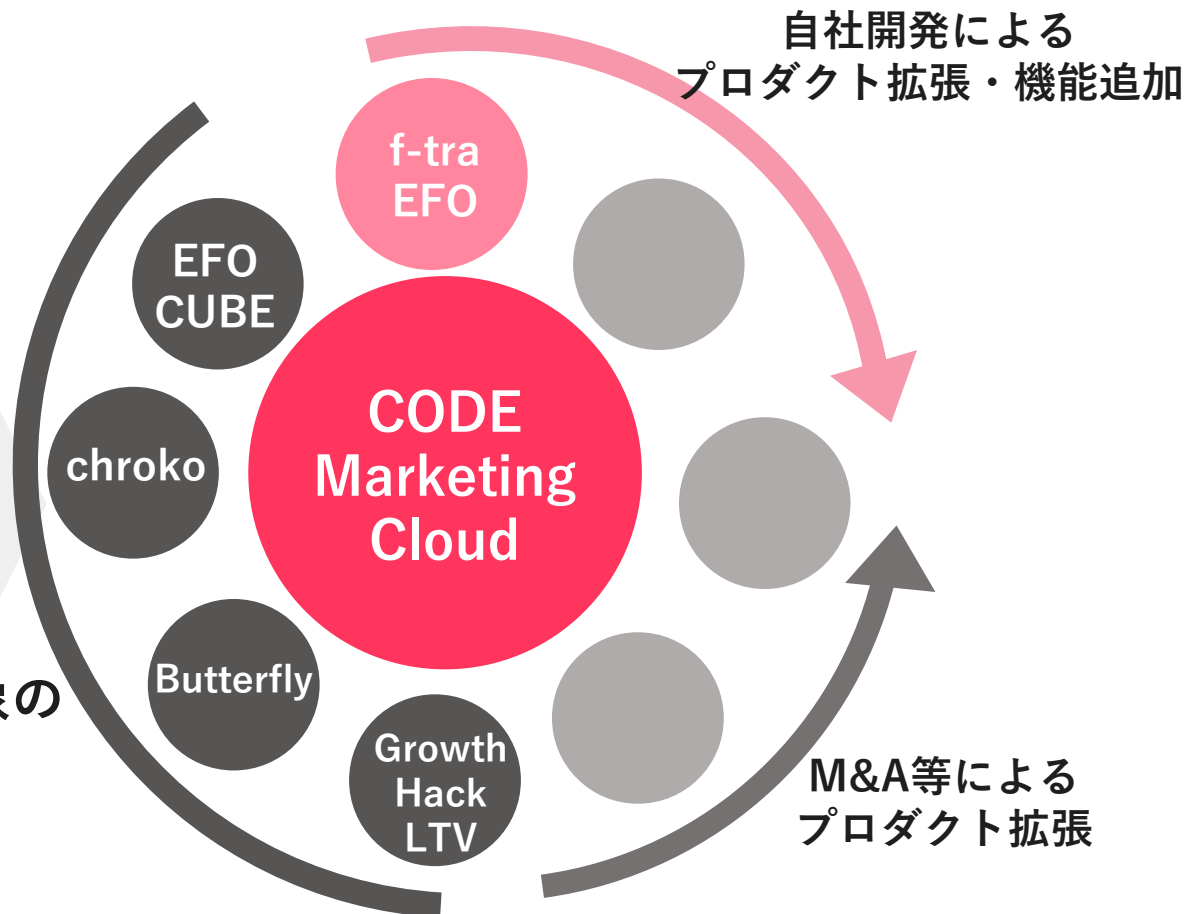 自社開発による
プロダクト拡張・機能追加
f-tra
EFO
EFO
CUBE
CODE
Marketing
Cloud
chroko
Butterfly
の
Growth
Hack
LTV
M&A等による
プロダクト拡張